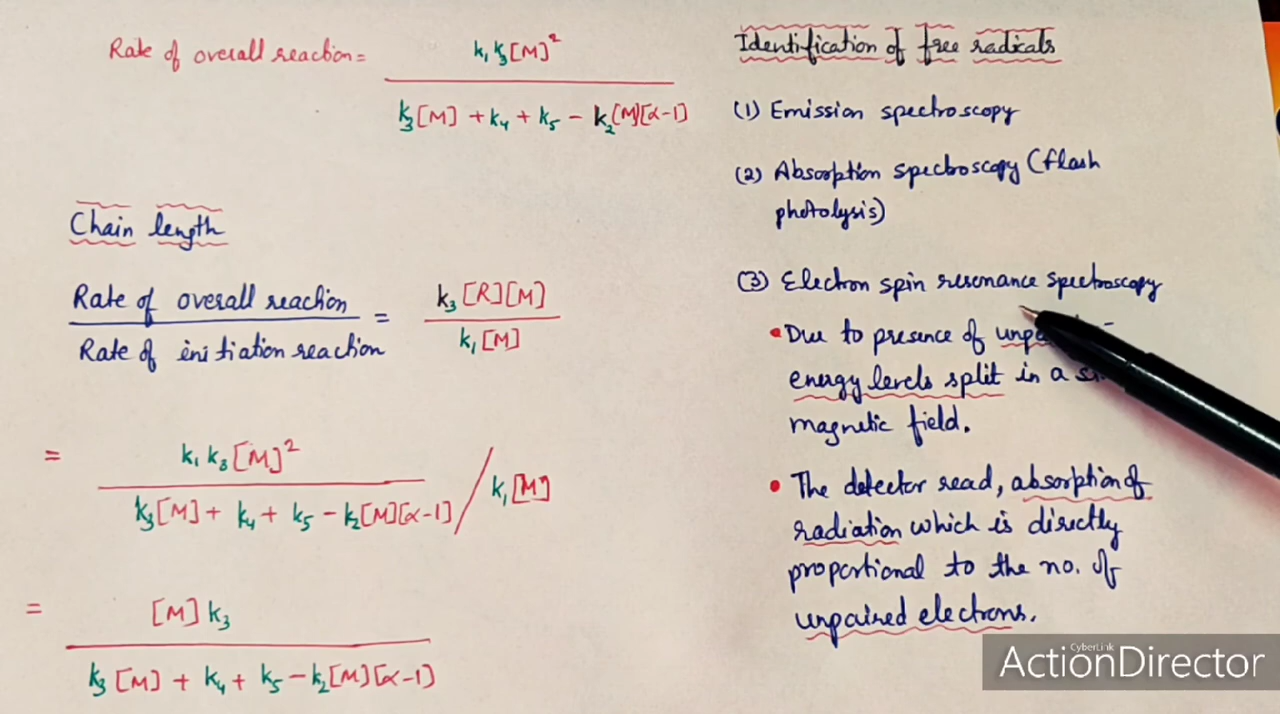 Rate of overall reaction = k₁k₃[M]²
k₃[M] + k₄ + k₅ − k₂[M][α-1]
Chain length
Rate of overall reaction = k₃[R][M]
Rate of initiation reaction k₁[M]
= k₁k₃[M]²
k₃[M] + k₄ + k₅ − k₂[M][α-1] / k₁[M]
= [M]k₃
k₃[M] + k₄ + k₅ − k₂[M][α-1]
Identification of free radicals
(1) Emission spectroscopy
(2) Absorption spectroscopy (flash
photolysis)
(3) Electron spin resonance spectroscopy
• Due to presence of
energy levels split in a
magnetic field.
• The detector read, absorption of
radiation which is directly
proportional to the no. of
unpaired electrons.
CyberLink
ActionDirector